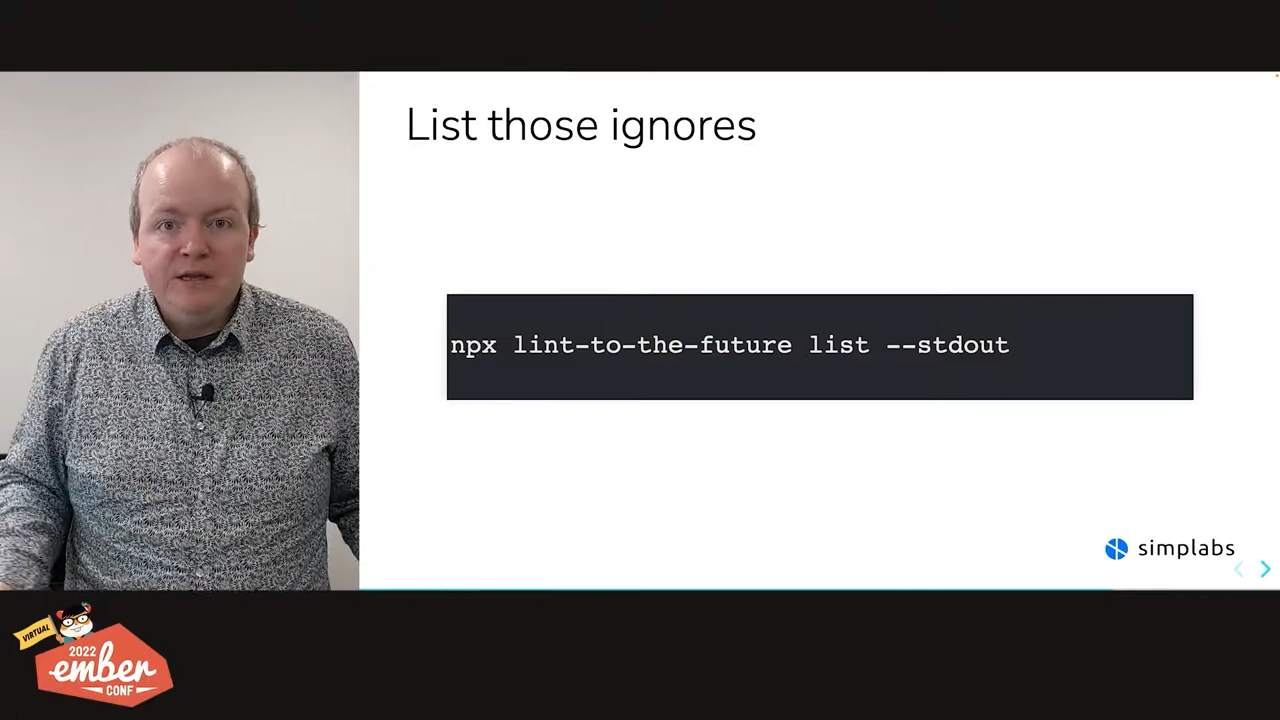 List those ignores
npx lint-to-the-future list --stdout
simplabs
VIRTUAL
2022
ember
CONF